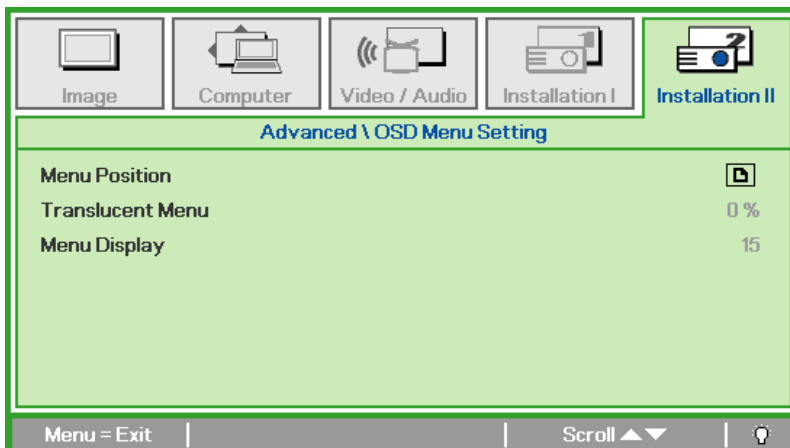 Image
Computer
Video / Audio
Installation I
Installation II
Advanced \ OSD Menu Setting
Menu Position
Translucent Menu 0 %
Menu Display 15
Menu = Exit Scroll ▲▼